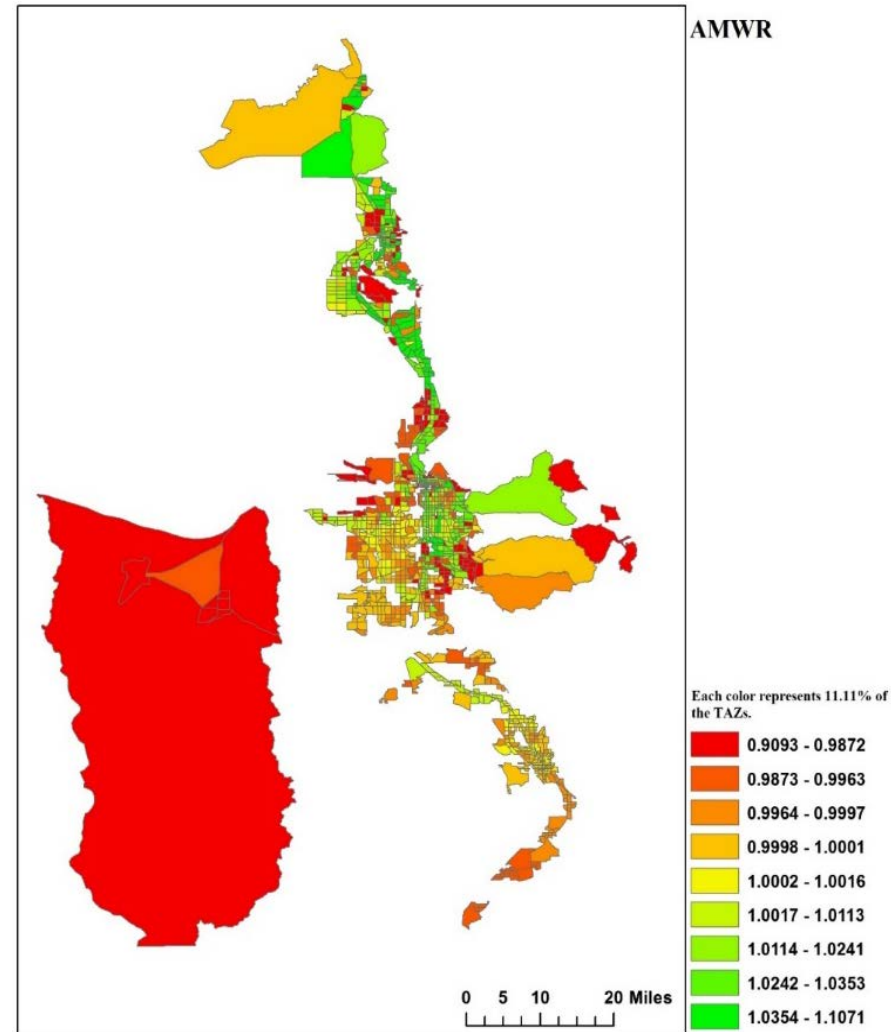 AMWR
Each color represents 11.11% of
the TAZs.
0.9093 - 0.9872
0.9873 - 0.9963
0.9964 - 0.9997
0.9998 - 1.0001
1.0002 - 1.0016
1.0017 - 1.0113
1.0114 - 1.0241
1.0242 - 1.0353
1.0354 - 1.1071
0 5 10 20 Miles